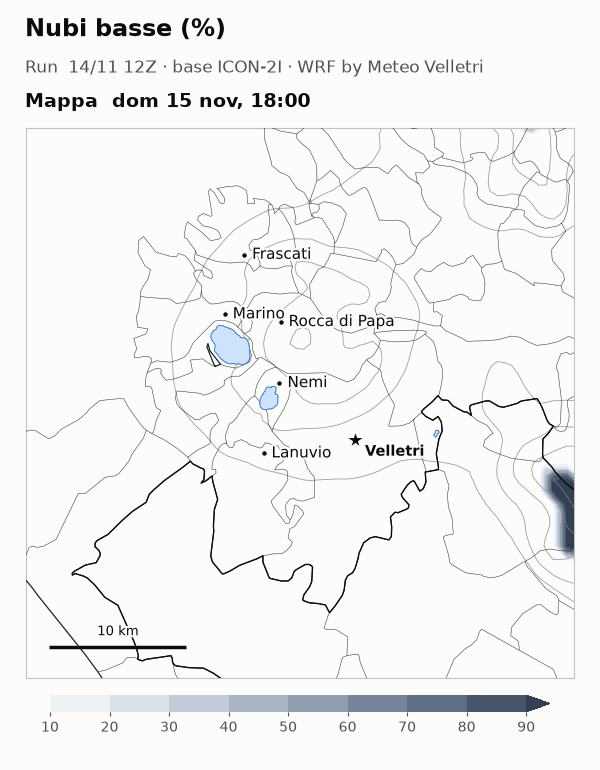 Nubi basse (%)
Run  14/11 12Z · base ICON-2I · WRF by Meteo Velletri
Mappa  dom 15 nov, 18:00
Frascati
Marino
Rocca di Papa
Nemi
Velletri
Lanuvio
10 km
10 20 30 40 50 60 70 80 90